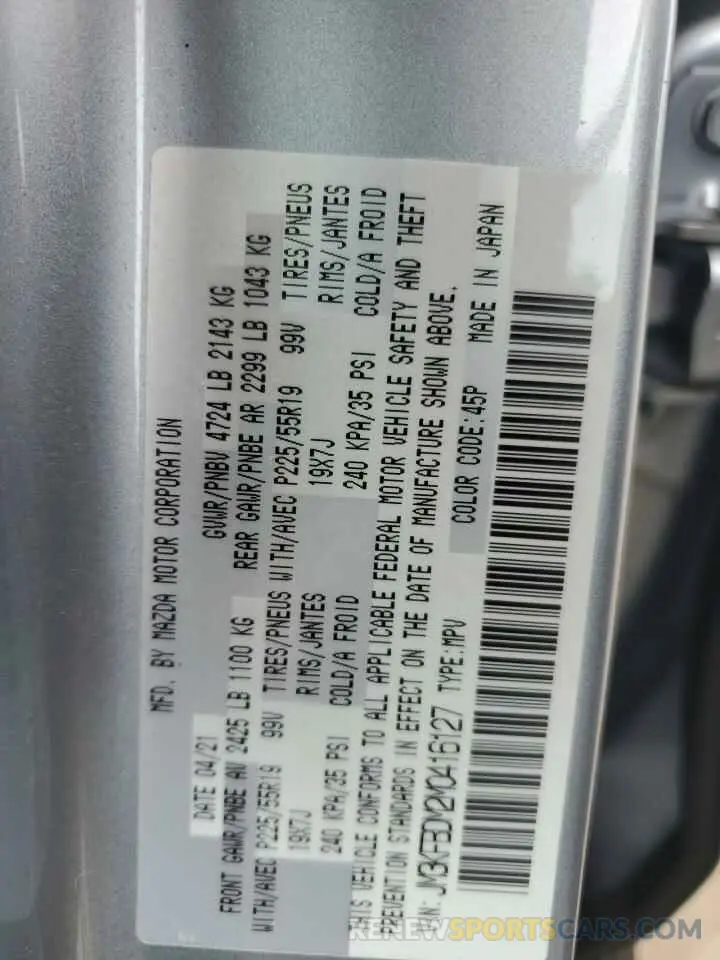 MFD. BY MAZDA MOTOR CORPORATION
DATE 04/21 GVWR/PNBV 4724 LB 2143 KG
FRONT GAWR/PNBE AV 2425 LB 1100 KG REAR GAWR/PNBE AR 2299 LB 1043 KG
WITH/AVEC P225/55R19 99V TIRES/PNEUS WITH/AVEC P225/55R19 99V TIRES/PNEUS
19X7J RIMS/JANTES 19X7J RIMS/JANTES
240 KPA/35 PSI COLD/A FROID 240 KPA/35 PSI COLD/A FROID
THIS VEHICLE CONFORMS TO ALL APPLICABLE FEDERAL MOTOR VEHICLE SAFETY AND THEFT
PREVENTION STANDARDS IN EFFECT ON THE DATE OF MANUFACTURE SHOWN ABOVE.
VIN: JM3KFBDM2M0416127 TYPE:MPV COLOR CODE:45P MADE IN JAPAN
RENEWSPORTCARS.COM